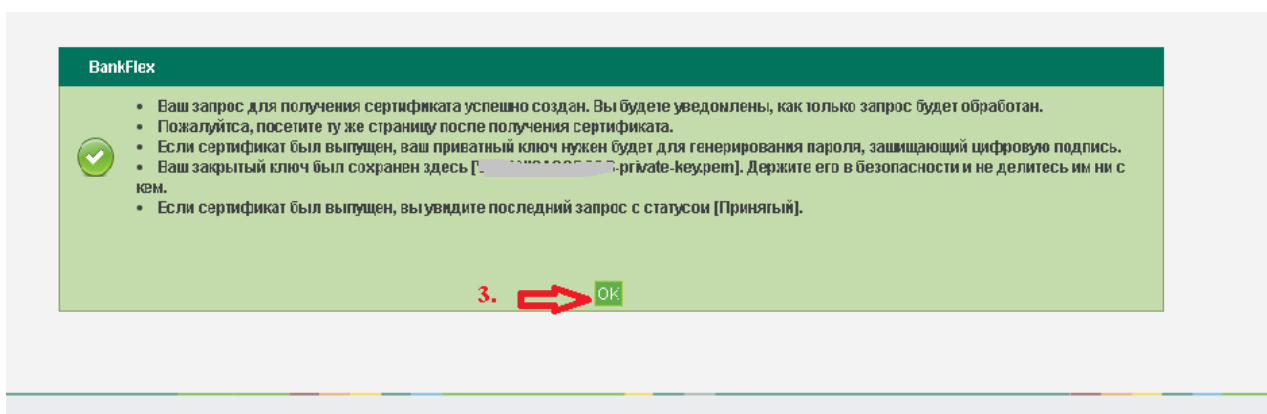 BankFlex
• Ваш запрос для получения сертификата успешно создан. Вы будете уведомлены, как только запрос будет обработан.
• Пожалуйтса, посетите ту же страницу после получения сертификата.
• Если сертификат был выпущен, ваш приватный ключ нужен будет для генерирования пароля, зашищающий цифровую подпись.
• Ваш закрытый ключ был сохранен здесь [ -private-key.pem]. Держите его в безопасности и не делитесь им ни с
кем.
• Если сертификат был выпущен, вы увидите последний запрос с статусом [Принятый].
3. OK